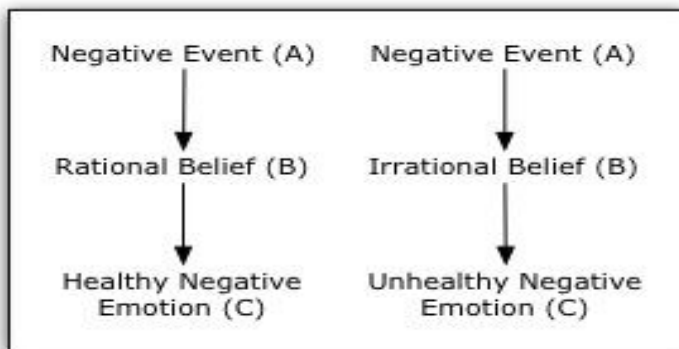 Negative Event (A)
Rational Belief (B)
Healthy Negative
Emotion (C)
Negative Event (A)
Irrational Belief (B)
Unhealthy Negative
Emotion (C)